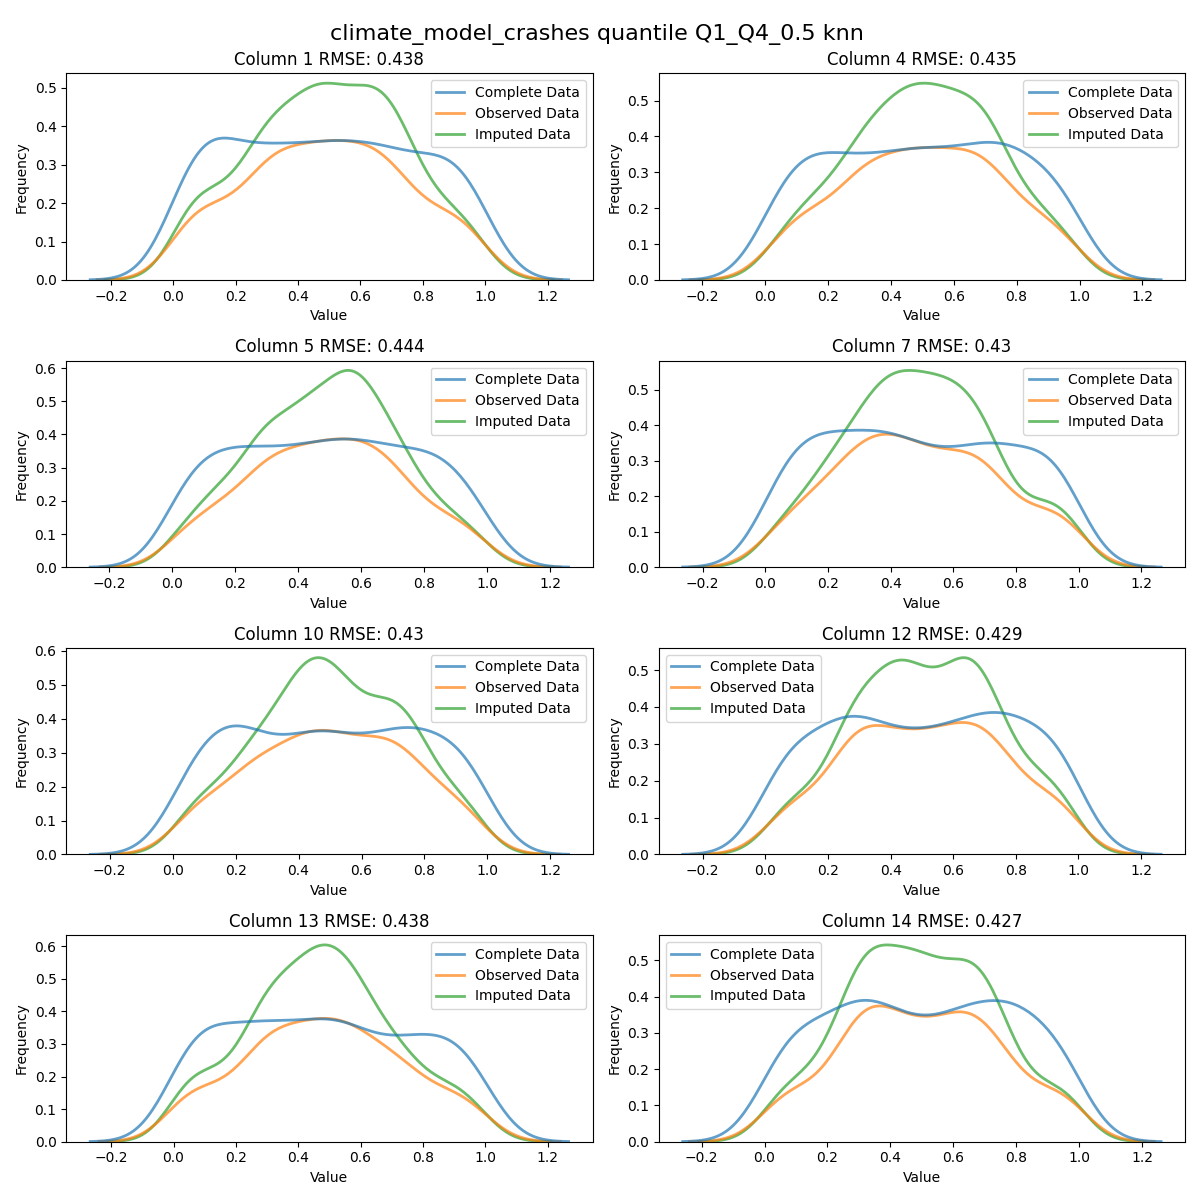 climate_model_crashes quantile Q1_Q4_0.5 knn
Column 1 RMSE: 0.438
0.5
0.4
0.3
0.2
0.1
0.0
Frequency
Complete Data
Observed Data
Imputed Data
−0.2 0.0 0.2 0.4 0.6 0.8 1.0 1.2
Value
Column 4 RMSE: 0.435
0.5
0.4
0.3
0.2
0.1
0.0
Frequency
Complete Data
Observed Data
Imputed Data
−0.2 0.0 0.2 0.4 0.6 0.8 1.0 1.2
Value
Column 5 RMSE: 0.444
0.6
0.5
0.4
0.3
0.2
0.1
0.0
Frequency
Complete Data
Observed Data
Imputed Data
−0.2 0.0 0.2 0.4 0.6 0.8 1.0 1.2
Value
Column 7 RMSE: 0.43
0.5
0.4
0.3
0.2
0.1
0.0
Frequency
Complete Data
Observed Data
Imputed Data
−0.2 0.0 0.2 0.4 0.6 0.8 1.0 1.2
Value
Column 10 RMSE: 0.43
0.6
0.5
0.4
0.3
0.2
0.1
0.0
Frequency
Complete Data
Observed Data
Imputed Data
−0.2 0.0 0.2 0.4 0.6 0.8 1.0 1.2
Value
Column 12 RMSE: 0.429
0.5
0.4
0.3
0.2
0.1
0.0
Frequency
Complete Data
Observed Data
Imputed Data
−0.2 0.0 0.2 0.4 0.6 0.8 1.0 1.2
Value
Column 13 RMSE: 0.438
0.6
0.5
0.4
0.3
0.2
0.1
0.0
Frequency
Complete Data
Observed Data
Imputed Data
−0.2 0.0 0.2 0.4 0.6 0.8 1.0 1.2
Value
Column 14 RMSE: 0.427
0.5
0.4
0.3
0.2
0.1
0.0
Frequency
Complete Data
Observed Data
Imputed Data
−0.2 0.0 0.2 0.4 0.6 0.8 1.0 1.2
Value